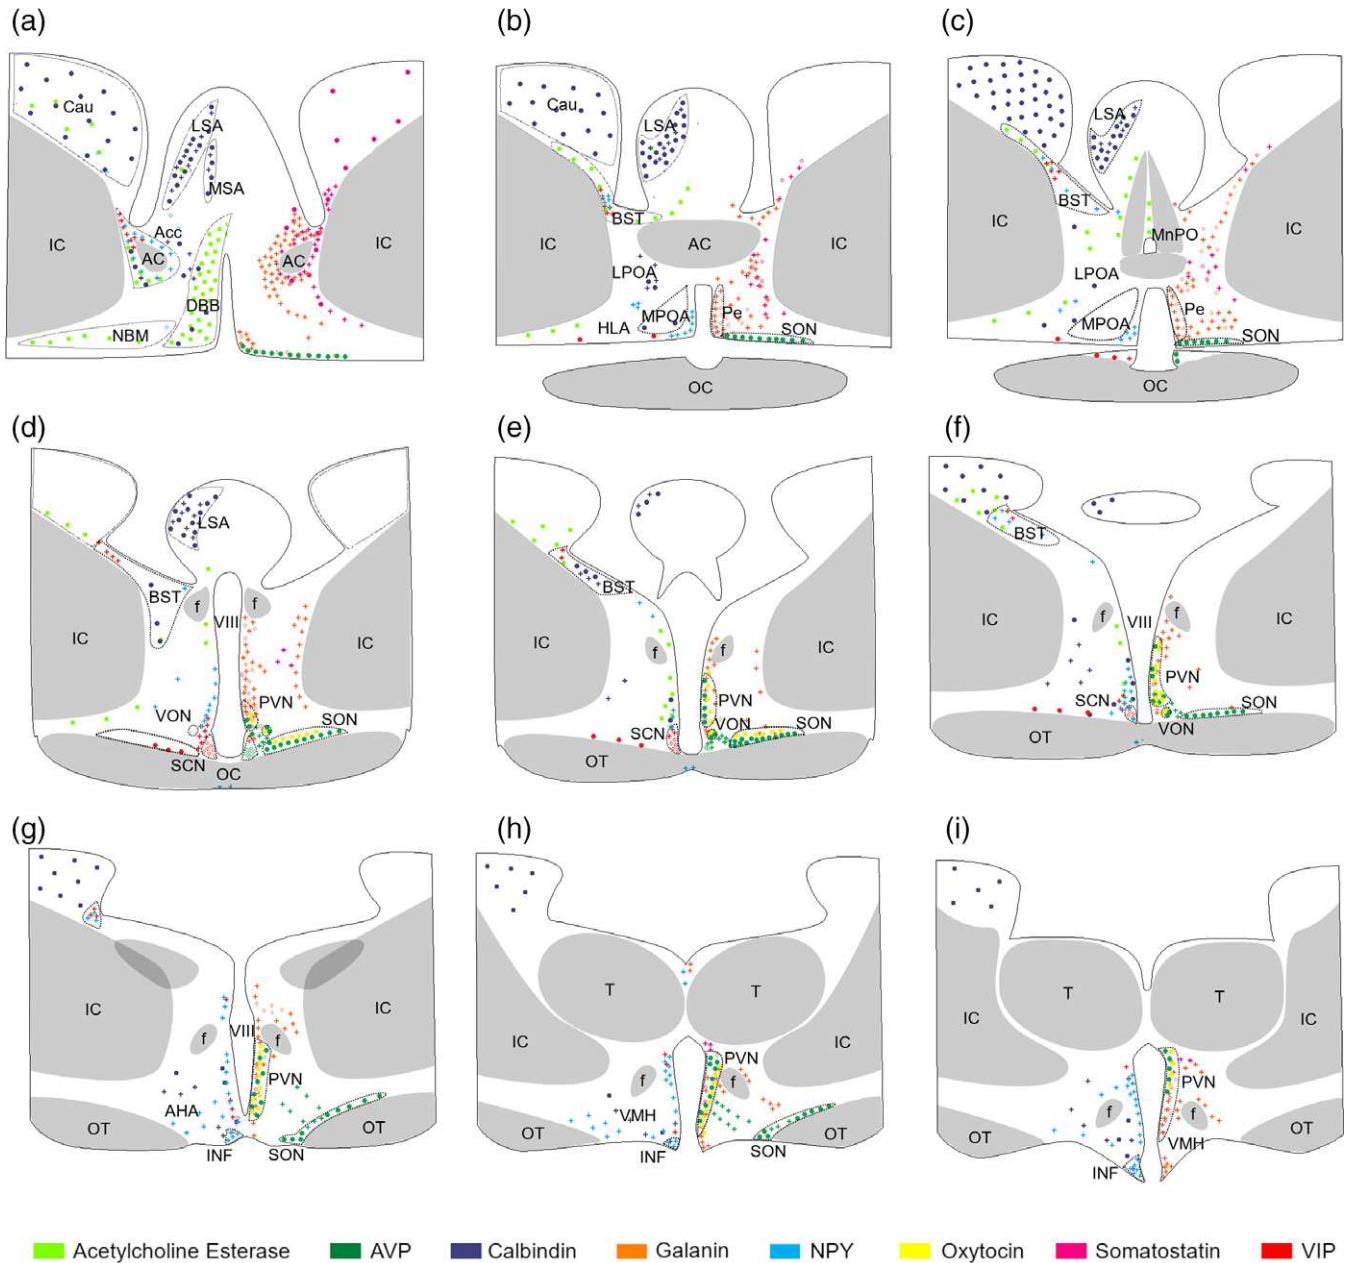 (a)
Cau
LSA
MSA
Acc
IC
AC
AC
IC
DBB
NBM
(b)
Cau
LSA
BST
IC
AC
IC
LPOA
MPOA
Pe
HLA
SON
OC
(c)
LSA
BST
IC
MnPO
IC
LPOA
MPOA
Pe
SON
OC
(d)
LSA
BST
f
f
VIII
IC
IC
PVN
VON
SON
SCN
OC
(e)
BST
IC
f
f
IC
PVN
VON
SON
SCN
OT
(f)
BST
IC
f
VIII
f
IC
PVN
SCN
SON
OT
VON
(g)
IC
IC
VIII
f
f
PVN
AHA
OT
OT
INF
SON
(h)
T
T
IC
IC
PVN
f
f
VMH
OT
OT
INF
SON
(i)
T
T
IC
IC
PVN
f
f
OT
OT
VMH
INF
Acetylcholine Esterase AVP Calbindin Galanin NPY Oxytocin Somatostatin VIP